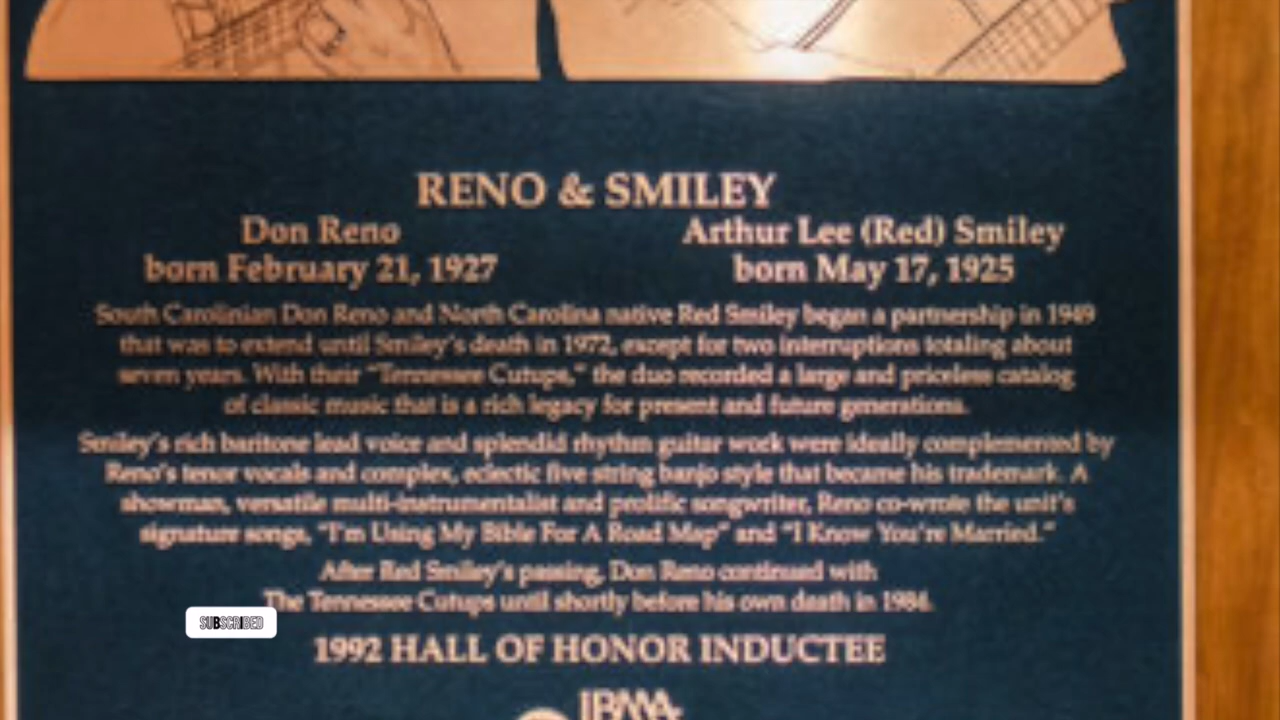 RENO & SMILEY
Don Reno
born February 21, 1927
Arthur Lee (Red) Smiley
born May 17, 1925
South Carolinian Don Reno and North Carolina native Red Smiley began a partnership in 1949
that was to extend until Smiley's death in 1972, except for two interruptions totaling about
seven years. With their "Tennessee Cutups," the duo recorded a large and priceless catalog
of classic music that is a rich legacy for present and future generations.
Smiley's rich baritone lead voice and splendid rhythm guitar work were ideally complemented by
Reno's tenor vocals and complex, eclectic five string banjo style that became his trademark. A
showman, versatile multi-instrumentalist and prolific songwriter, Reno co-wrote the unit's
signature songs, "I'm Using My Bible For A Road Map" and "I Know You're Married."
After Red Smiley's passing, Don Reno continued with
The Tennessee Cutups until shortly before his own death in 1984.
SUBSCRIBED
1992 HALL OF HONOR INDUCTEE
IBMA